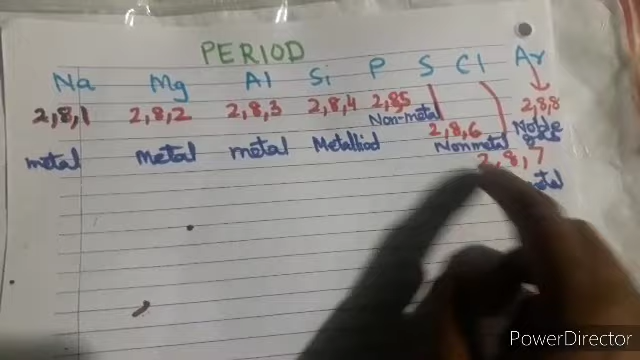 PERIOD
Na Mg Al Si P S Cl Ar
2,8,1 2,8,2 2,8,3 2,8,4 2,8,5 2,8,8
Non-metal
2,8,6 Noble
gas
metal metal metal Metalliod Nonmetal
2,8,7
PowerDirector